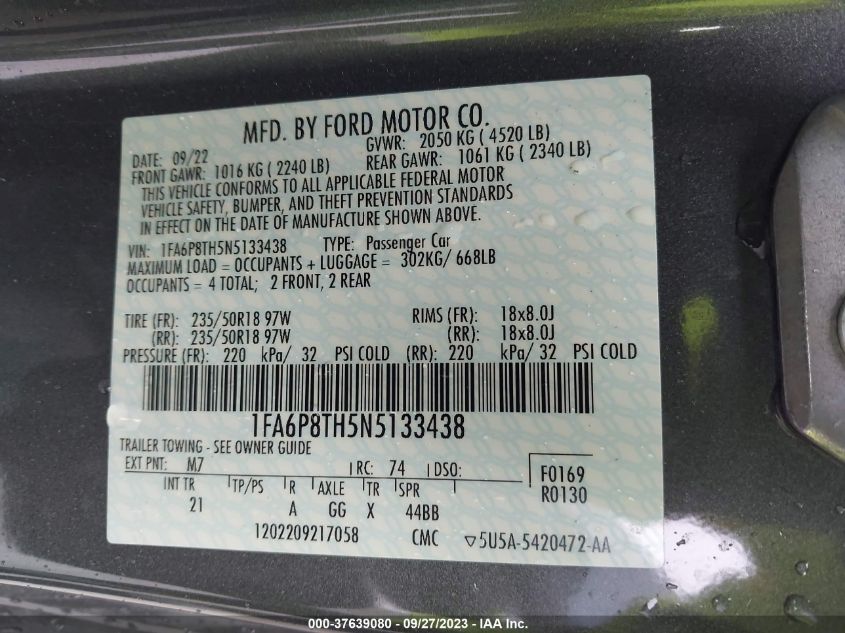 MFD. BY FORD MOTOR CO.
DATE: 09/22 GVWR: 2050 KG ( 4520 LB)
FRONT GAWR: 1016 KG ( 2240 LB) REAR GAWR: 1061 KG ( 2340 LB)
THIS VEHICLE CONFORMS TO ALL APPLICABLE FEDERAL MOTOR
VEHICLE SAFETY, BUMPER, AND THEFT PREVENTION STANDARDS
IN EFFECT ON THE DATE OF MANUFACTURE SHOWN ABOVE.
VIN: 1FA6P8TH5N5133438 TYPE: Passenger Car
MAXIMUM LOAD = OCCUPANTS + LUGGAGE = 302KG/ 668LB
OCCUPANTS = 4 TOTAL; 2 FRONT, 2 REAR
TIRE (FR): 235/50R18 97W RIMS (FR): 18x8.0J
(RR): 235/50R18 97W (RR): 18x8.0J
PRESSURE (FR): 220 kPa/ 32 PSI COLD (RR): 220 kPa/ 32 PSI COLD
1FA6P8TH5N5133438
TRAILER TOWING - SEE OWNER GUIDE
EXT PNT: M7 RC: 74 DSO: F0169
INT TR TP/PS R AXLE TR SPR R0130
21 A GG X 44BB
1202209217058 CMC ▽5U5A-5420472-AA
000-37639080 - 09/27/2023 - IAA Inc.